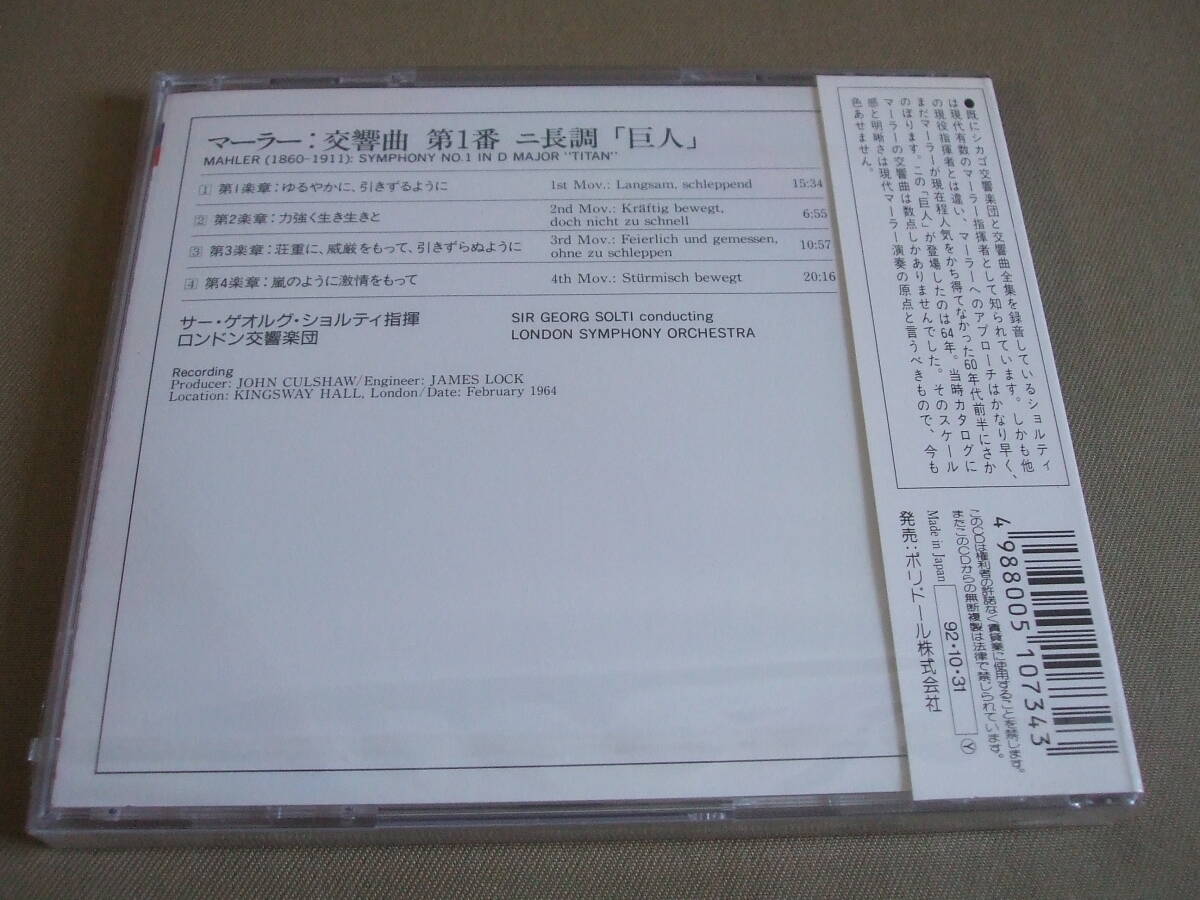 マーラー：交響曲 第1番 ニ長調「巨人」
MAHLER (1860-1911): SYMPHONY NO.1 IN D MAJOR "TITAN"
1 第1楽章：ゆるやかに、引きずるように 1st Mov.: Langsam, schleppend 15:34
2 第2楽章：力強く生き生きと 2nd Mov.: Kräftig bewegt, doch nicht zu schnell 6:55
3 第3楽章：荘重に、威厳をもって、引きずらぬように 3rd Mov.: Feierlich und gemessen, ohne zu schleppen 10:57
4 第4楽章：嵐のように激情をもって 4th Mov.: Stürmisch bewegt 20:16
サー・ゲオルグ・ショルティ指揮
ロンドン交響楽団
SIR GEORG SOLTI conducting
LONDON SYMPHONY ORCHESTRA
Recording
Producer: JOHN CULSHAW/Engineer: JAMES LOCK
Location: KINGSWAY HALL, London/Date: February 1964
●既にシカゴ交響楽団と交響曲全集を録音しているショルティ
は現代有数のマーラー指揮者として知られています。しかも他
の現役指揮者とは違い、マーラーへのアプローチはかなり早く、
まだマーラーが現在程人気をかち得てなかった60年代前半にさか
のぼります。この「巨人」が登場したのは64年。当時カタログに
マーラーの交響曲は数点しかありませんでした。そのスケール
感と明晰さは現代マーラー演奏の原点と言うべきもので、今も
色あせません。
4 988005 107343
このCDは権利者の許諾なく賃貸業に使用することを禁じます。
またこのCDからの無断複製は法律で禁じられています。
Made in Japan
92・10・31
Y
発売：ポリドール株式会社